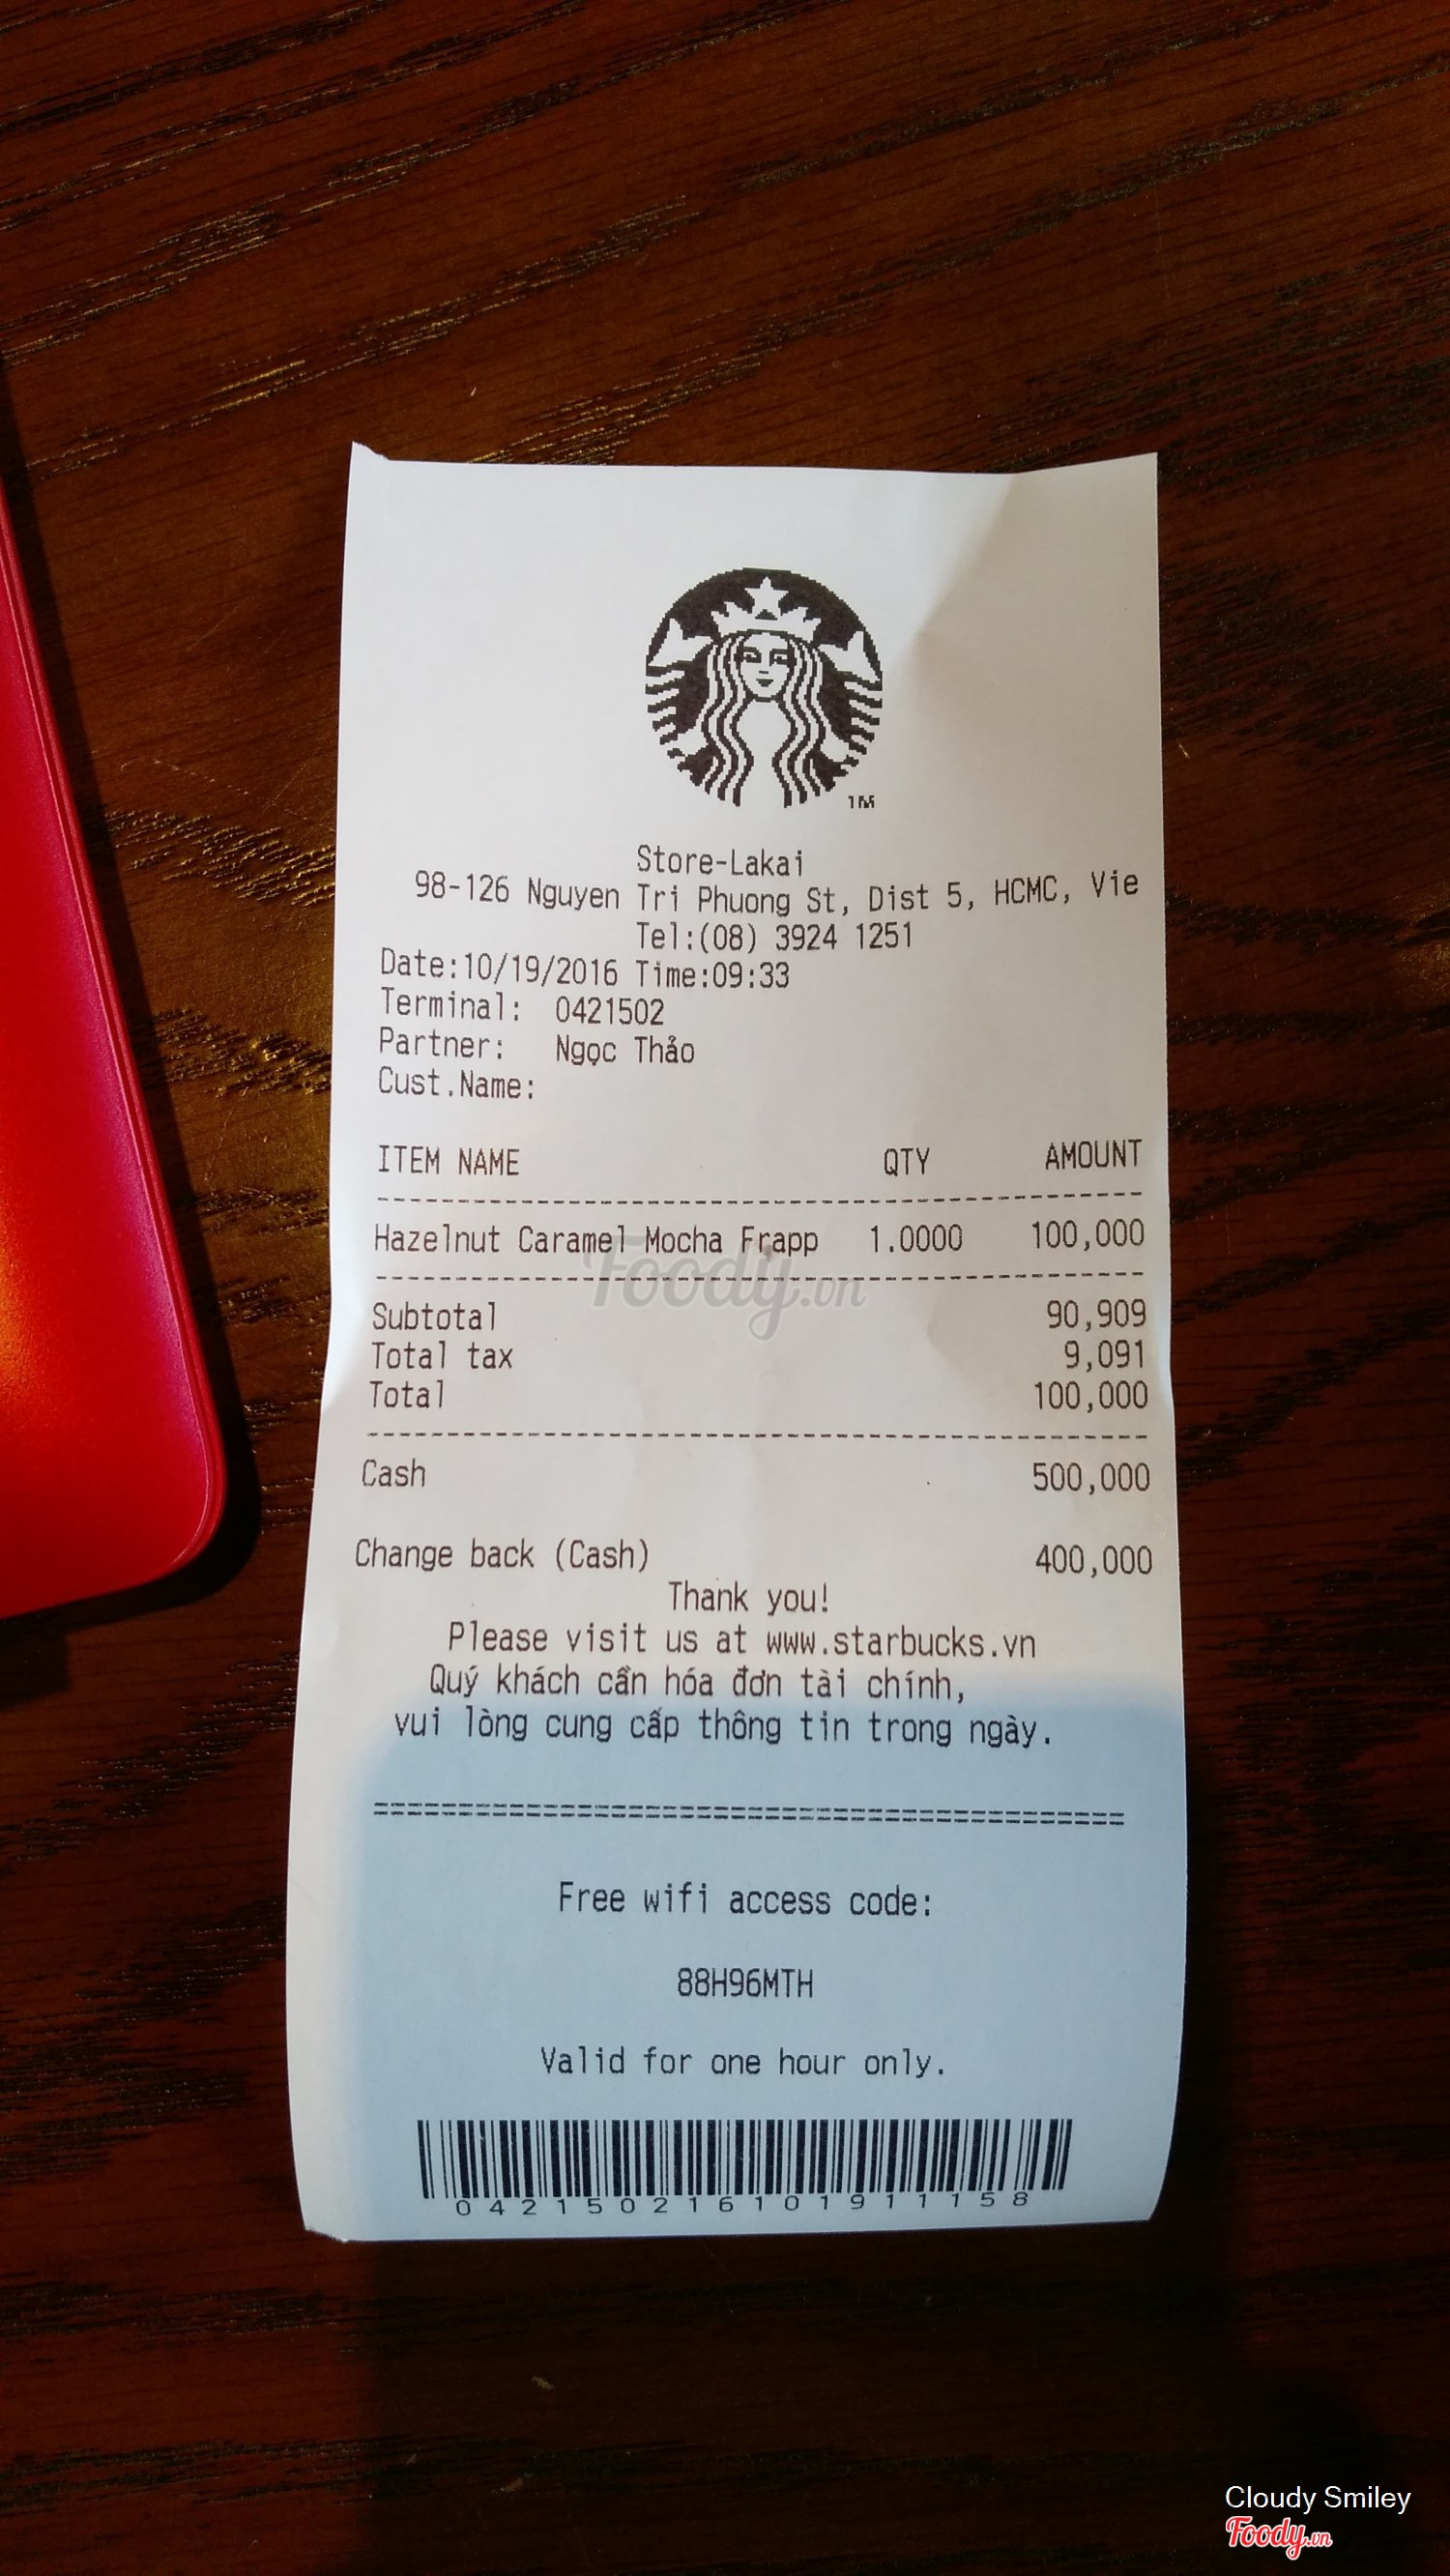 TM
Store-Lakai
98-126 Nguyen Tri Phuong St, Dist 5, HCMC, Vie
Tel:(08) 3924 1251
Date:10/19/2016 Time:09:33
Terminal: 0421502
Partner: Ngọc Thảo
Cust.Name:
ITEM NAME QTY AMOUNT
Hazelnut Caramel Mocha Frapp 1.0000 100,000
Foody.vn
Subtotal 90,909
Total tax 9,091
Total 100,000
Cash 500,000
Change back (Cash) 400,000
Thank you!
Please visit us at www.starbucks.vn
Quý khách cần hóa đơn tài chính,
vui lòng cung cấp thông tin trong ngày.
Free wifi access code:
88H96MTH
Valid for one hour only.
042150216101911158
Cloudy Smiley
Foody.vn